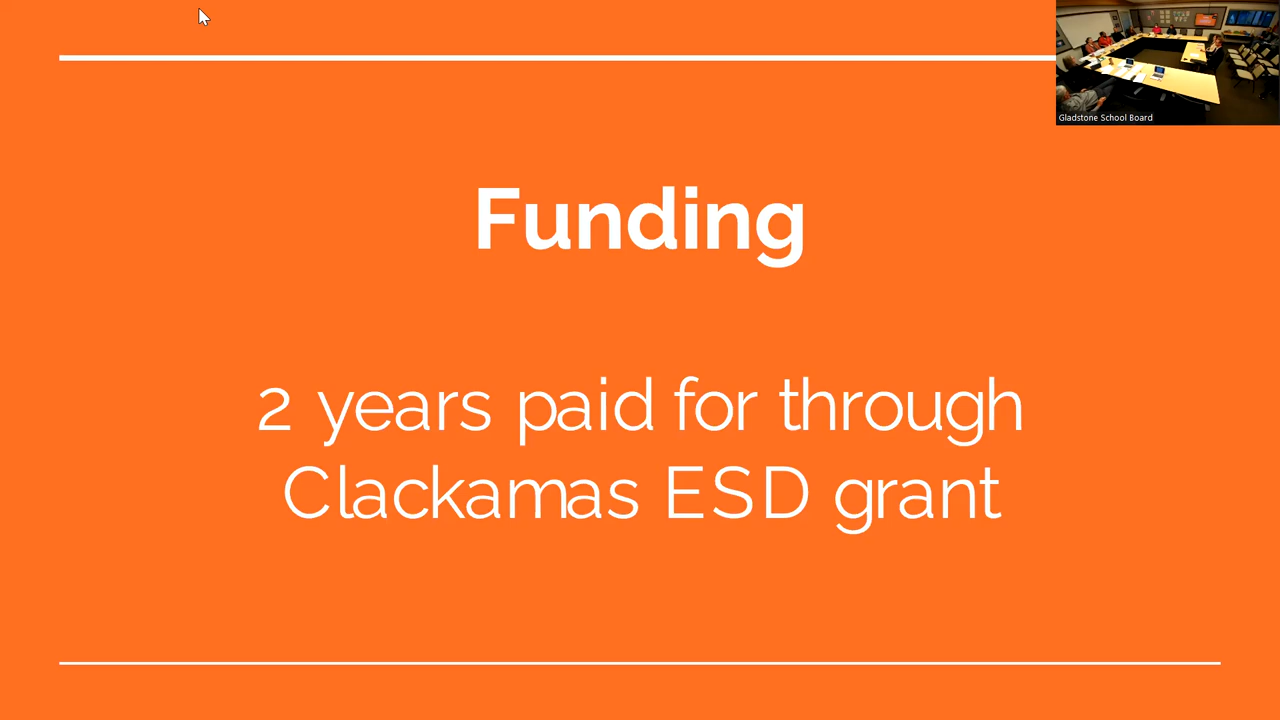 Gladstone School Board
Funding
2 years paid for through
Clackamas ESD grant